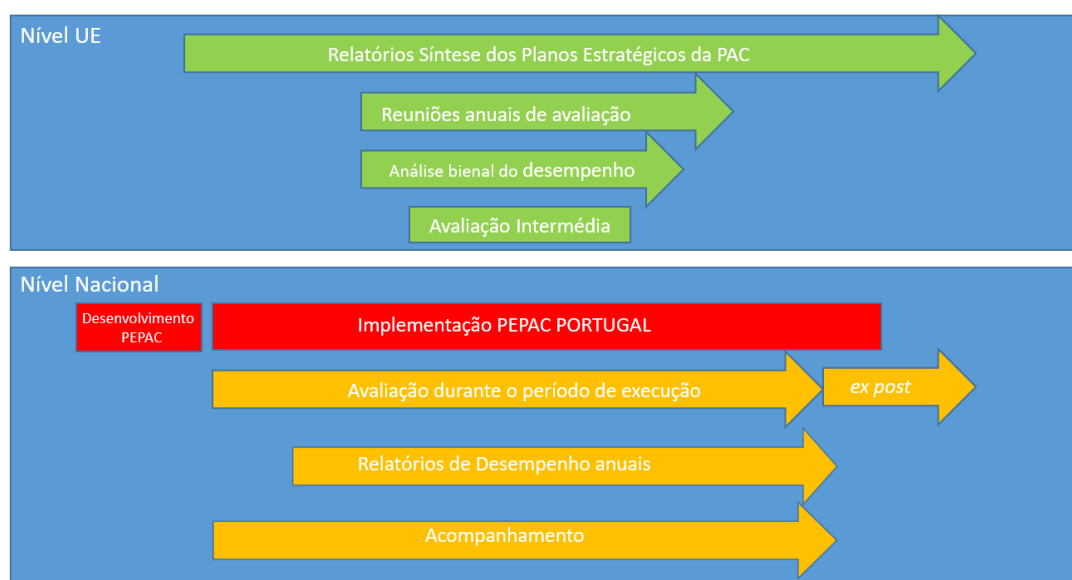 Nível UE
Relatórios Síntese dos Planos Estratégicos da PAC
Reuniões anuais de avaliação
Análise bienal do desempenho
Avaliação Intermédia
Nível Nacional
Desenvolvimento
PEPAC
Implementação PEPAC PORTUGAL
Avaliação durante o período de execução
ex post
Relatórios de Desempenho anuais
Acompanhamento